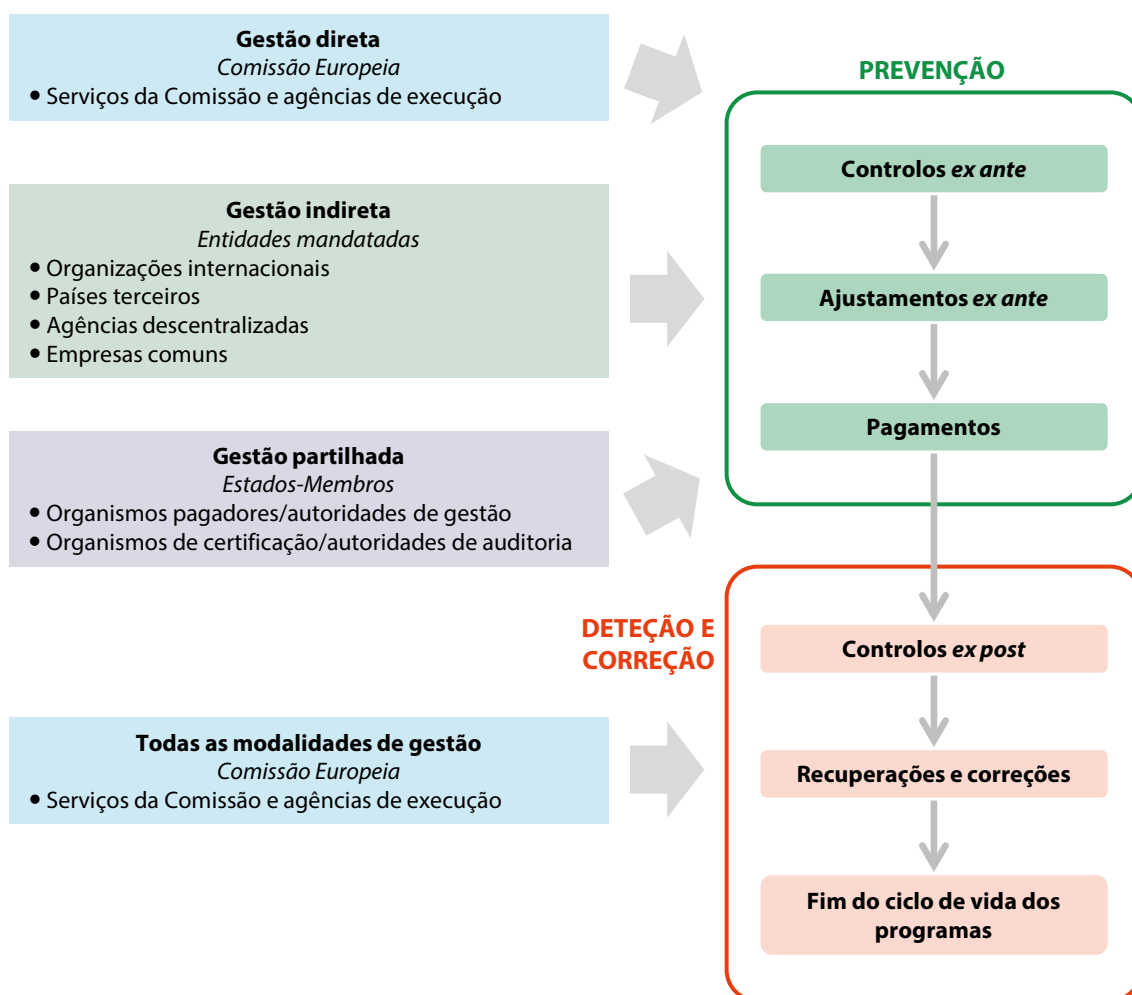 Gestão direta
Comissão Europeia
• Serviços da Comissão e agências de execução
Gestão indireta
Entidades mandatadas
• Organizações internacionais
• Países terceiros
• Agências descentralizadas
• Empresas comuns
Gestão partilhada
Estados-Membros
• Organismos pagadores/autoridades de gestão
• Organismos de certificação/autoridades de auditoria
Todas as modalidades de gestão
Comissão Europeia
• Serviços da Comissão e agências de execução
PREVENÇÃO
Controlos ex ante
Ajustamentos ex ante
Pagamentos
DETEÇÃO E
CORREÇÃO
Controlos ex post
Recuperações e correções
Fim do ciclo de vida dos
programas